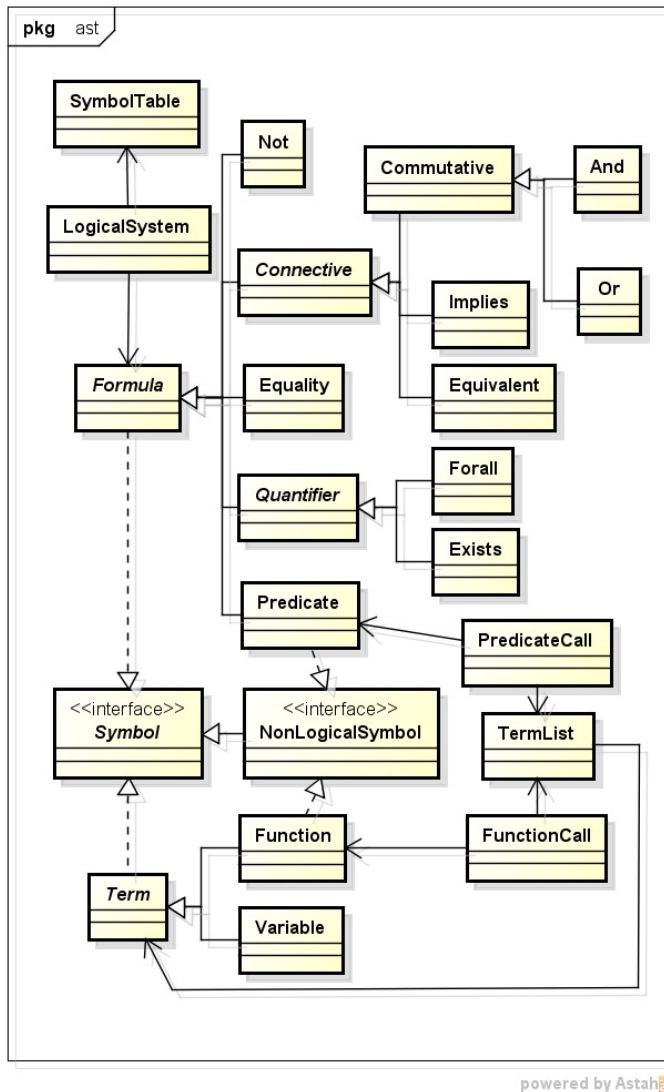 pkg ast
SymbolTable
Not
Commutative
And
LogicalSystem
Connective
Implies
Or
Formula
Equality
Equivalent
Quantifier
Forall
Exists
Predicate
PredicateCall
<<interface>>
Symbol
<<interface>>
NonLogicalSymbol
TermList
Function
FunctionCall
Term
Variable
powered by Astah